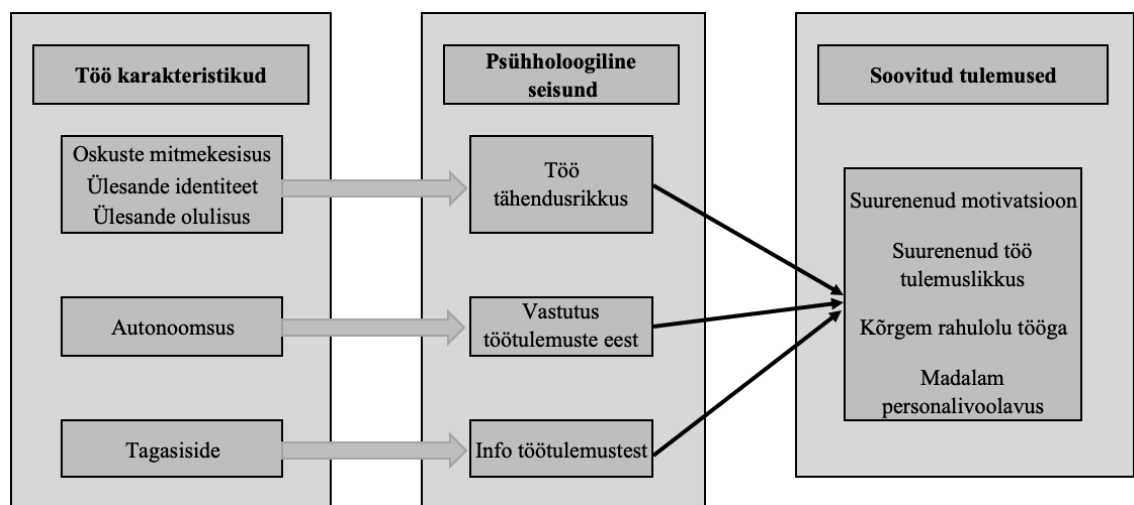 Töö karakteristikud
Oskuste mitmekesisus
Ülesande identiteet
Ülesande olulisus
Autonoomsus
Tagasiside
Psühholoogiline
seisund
Töö
tähendusrikkus
Vastutus
töötulemuste eest
Info töötulemustest
Soovitud tulemused
Suurenenud motivatsioon
Suurenenud töö
tulemuslikkus
Kõrgem rahulolu tööga
Madalam
personalivoolavus